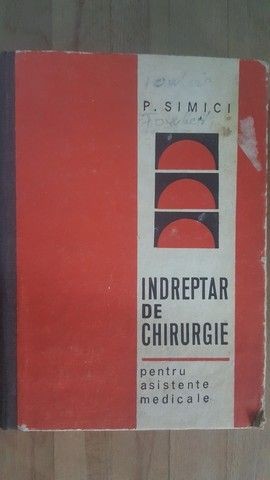 P. SIMICI
INDREPTAR
DE
CHIRURGIE
pentru
asistente
medicale